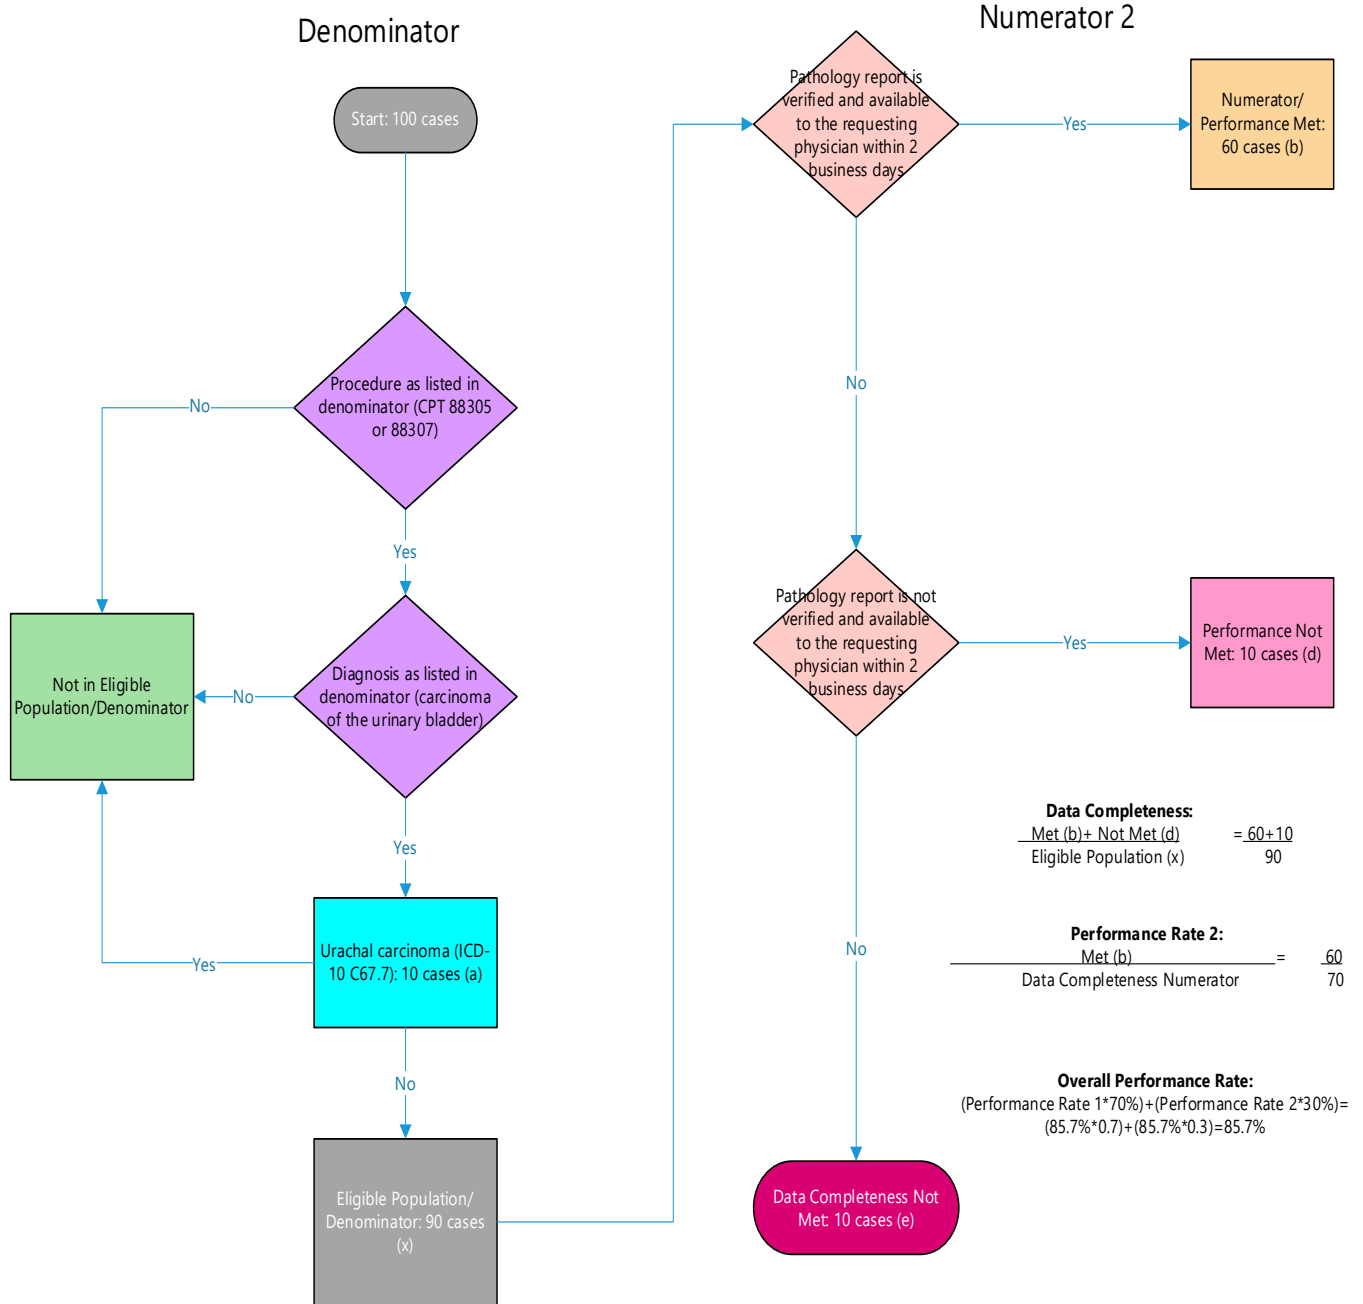 Denominator
Start: 100 cases
Procedure as listed in
denominator (CPT 88305
or 88307)
No
Yes
Diagnosis as listed in
denominator (carcinoma
of the urinary bladder)
No
Not in Eligible
Population/Denominator
Yes
Urachal carcinoma (ICD-
10 C67.7): 10 cases (a)
Yes
No
Eligible Population/
Denominator: 90 cases
(x)
Numerator 2
Pathology report is
verified and available
to the requesting
physician within 2
business days
Yes
Numerator/
Performance Met:
60 cases (b)
No
Pathology report is not
verified and available
to the requesting
physician within 2
business days
Yes
Performance Not
Met: 10 cases (d)
No
Data Completeness Not
Met: 10 cases (e)
Data Completeness:
Met (b)+ Not Met (d) = 60+10
Eligible Population (x) 90
Performance Rate 2:
Met (b) = 60
Data Completeness Numerator 70
Overall Performance Rate:
(Performance Rate 1*70%)+(Performance Rate 2*30%)=
(85.7%*0.7)+(85.7%*0.3)=85.7%